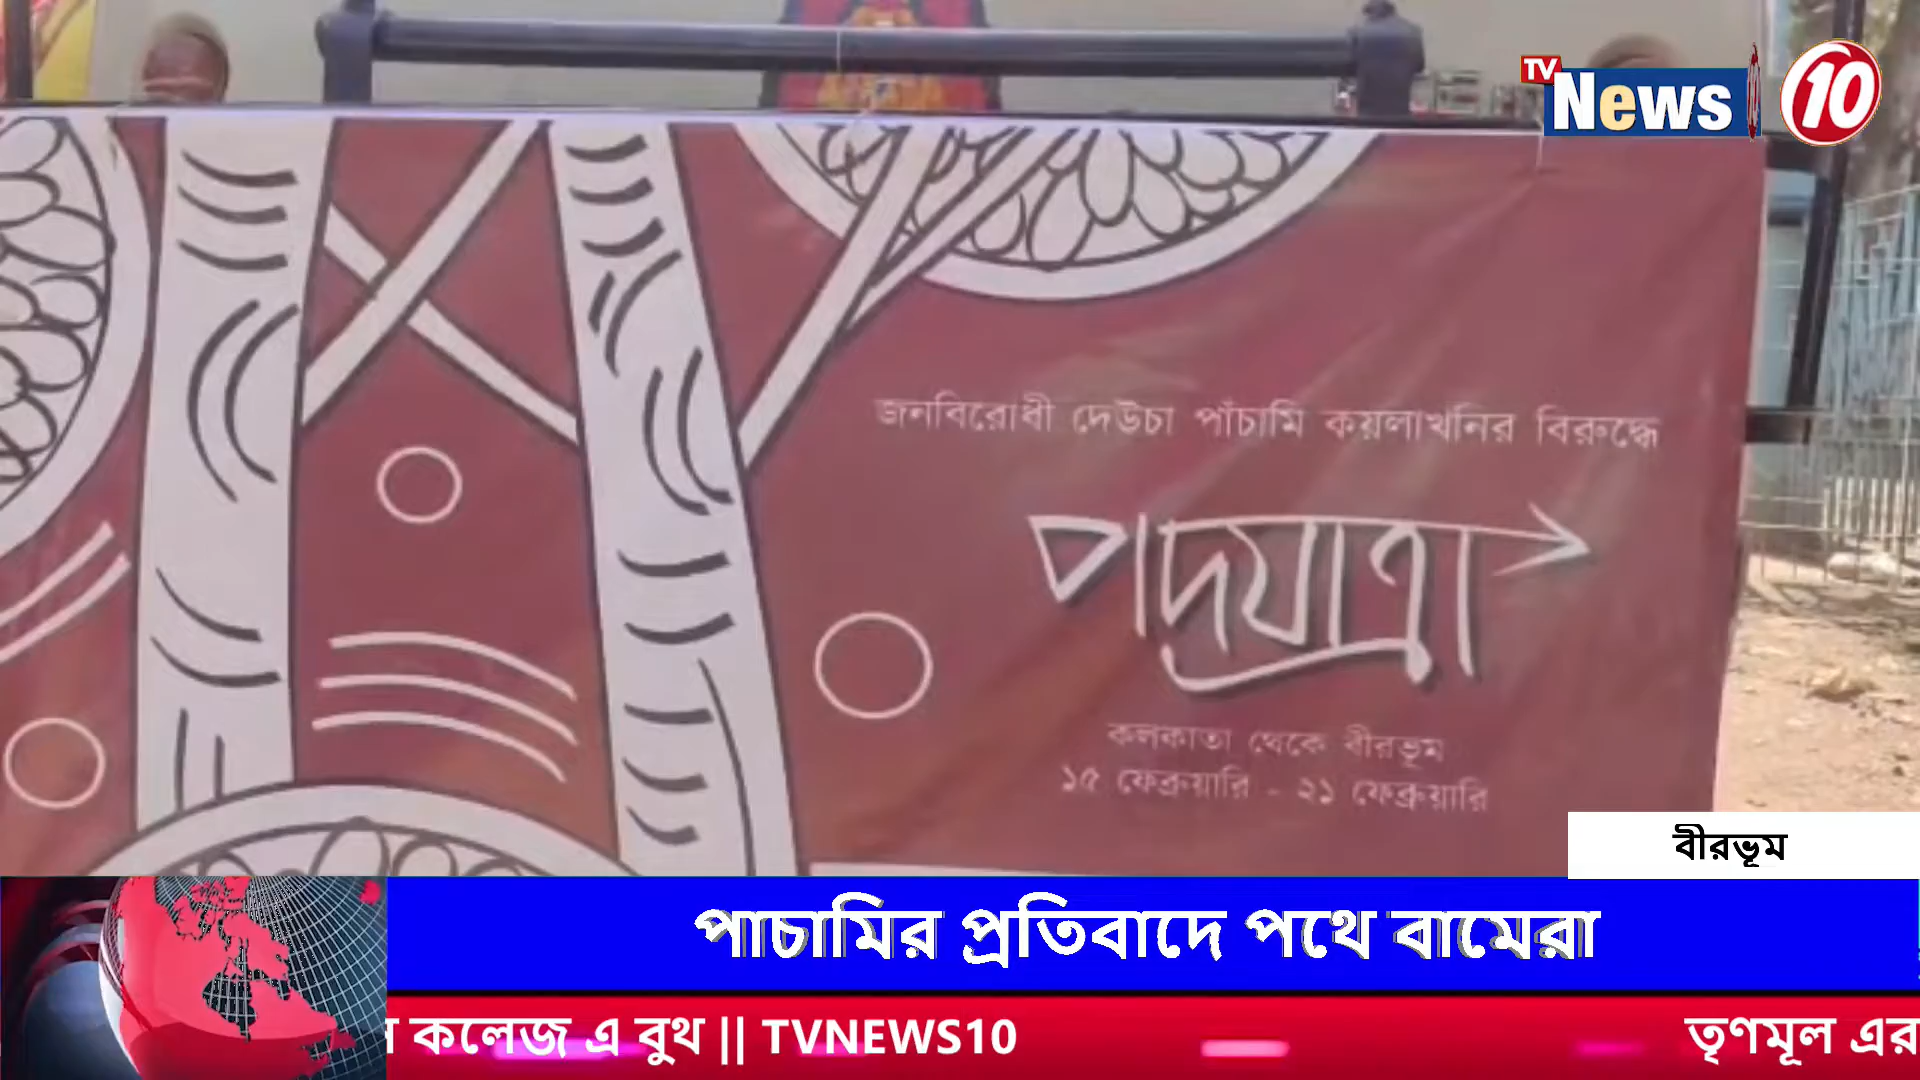 TV
News
10
জনবিরোধী দেউচা পাঁচামি কয়লাখনির বিরুদ্ধে
পদযাত্রা
কলকাতা থেকে বীরভূম
১৫ ফেব্রুয়ারি - ২১ ফেব্রুয়ারি
বীরভূম
পাচামির প্রতিবাদে পথে বামেরা
কলেজ এ বুথ || TVNEWS10
তৃণমূল এর